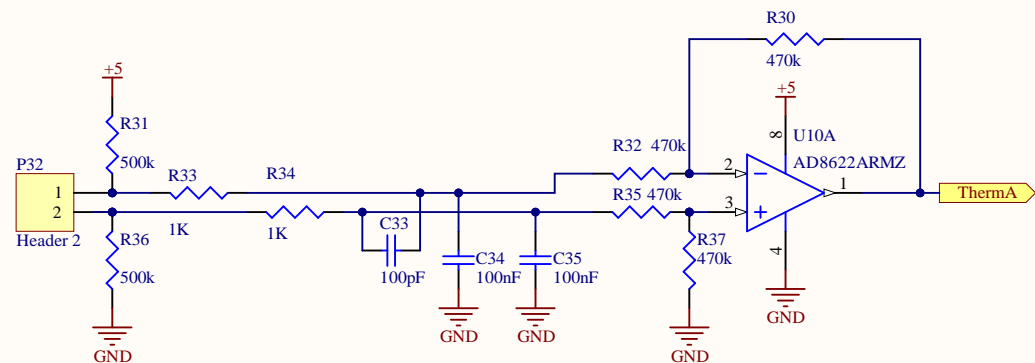 R30
470k
+5
+5
R31
500k
8
U10A
AD8622ARMZ
P32
R33
R34
R32 470k
2
1
1
ThermA
2
R35 470k
3
Header 2
R36
1K
1K
C33
R37
500k
100pF
C34
100nF
C35
100nF
470k
4
GND
GND
GND
GND
GND